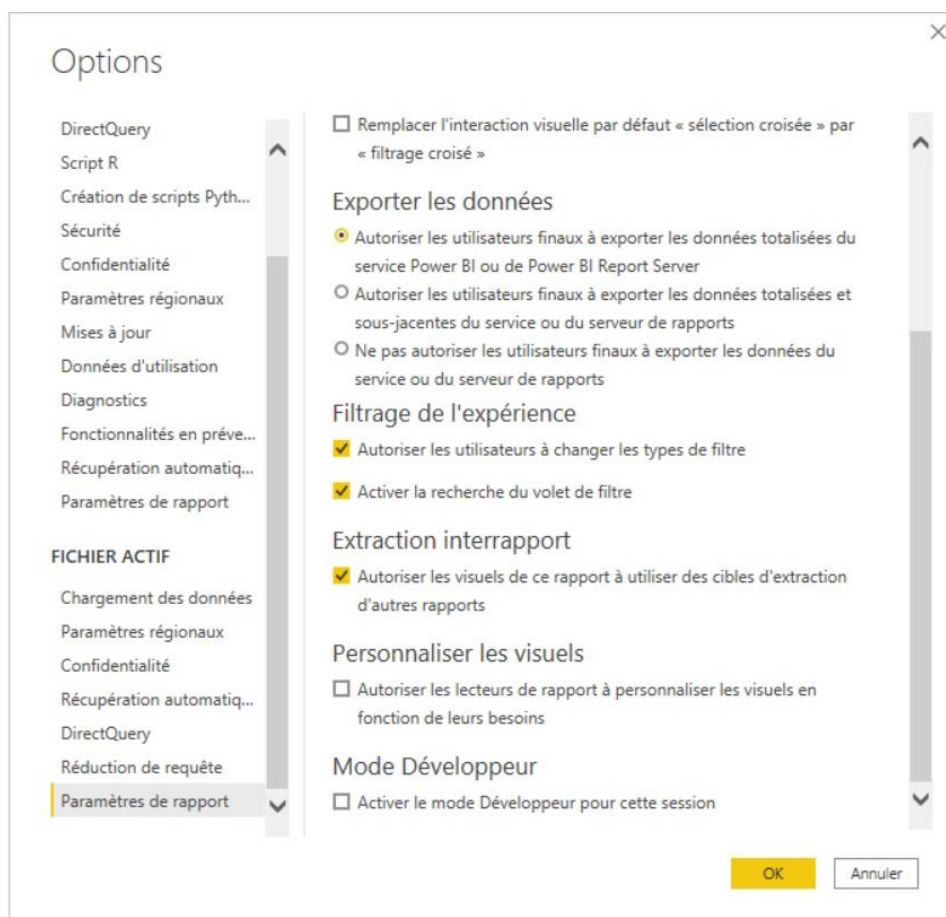 Options
DirectQuery
Script R
Création de scripts Pyth...
Sécurité
Confidentialité
Paramètres régionaux
Mises à jour
Données d'utilisation
Diagnostics
Fonctionnalités en préve...
Récupération automatiq...
Paramètres de rapport
FICHIER ACTIF
Chargement des données
Paramètres régionaux
Confidentialité
Récupération automatiq...
DirectQuery
Réduction de requête
Paramètres de rapport
Remplacer l'interaction visuelle par défaut « sélection croisée » par
« filtrage croisé »
Exporter les données
Autoriser les utilisateurs finaux à exporter les données totalisées du
service Power BI ou de Power BI Report Server
Autoriser les utilisateurs finaux à exporter les données totalisées et
sous-jacentes du service ou du serveur de rapports
Ne pas autoriser les utilisateurs finaux à exporter les données du
service ou du serveur de rapports
Filtrage de l'expérience
Autoriser les utilisateurs à changer les types de filtre
Activer la recherche du volet de filtre
Extraction interrapport
Autoriser les visuels de ce rapport à utiliser des cibles d'extraction
d'autres rapports
Personnaliser les visuels
Autoriser les lecteurs de rapport à personnaliser les visuels en
fonction de leurs besoins
Mode Développeur
Activer le mode Développeur pour cette session
OK
Annuler